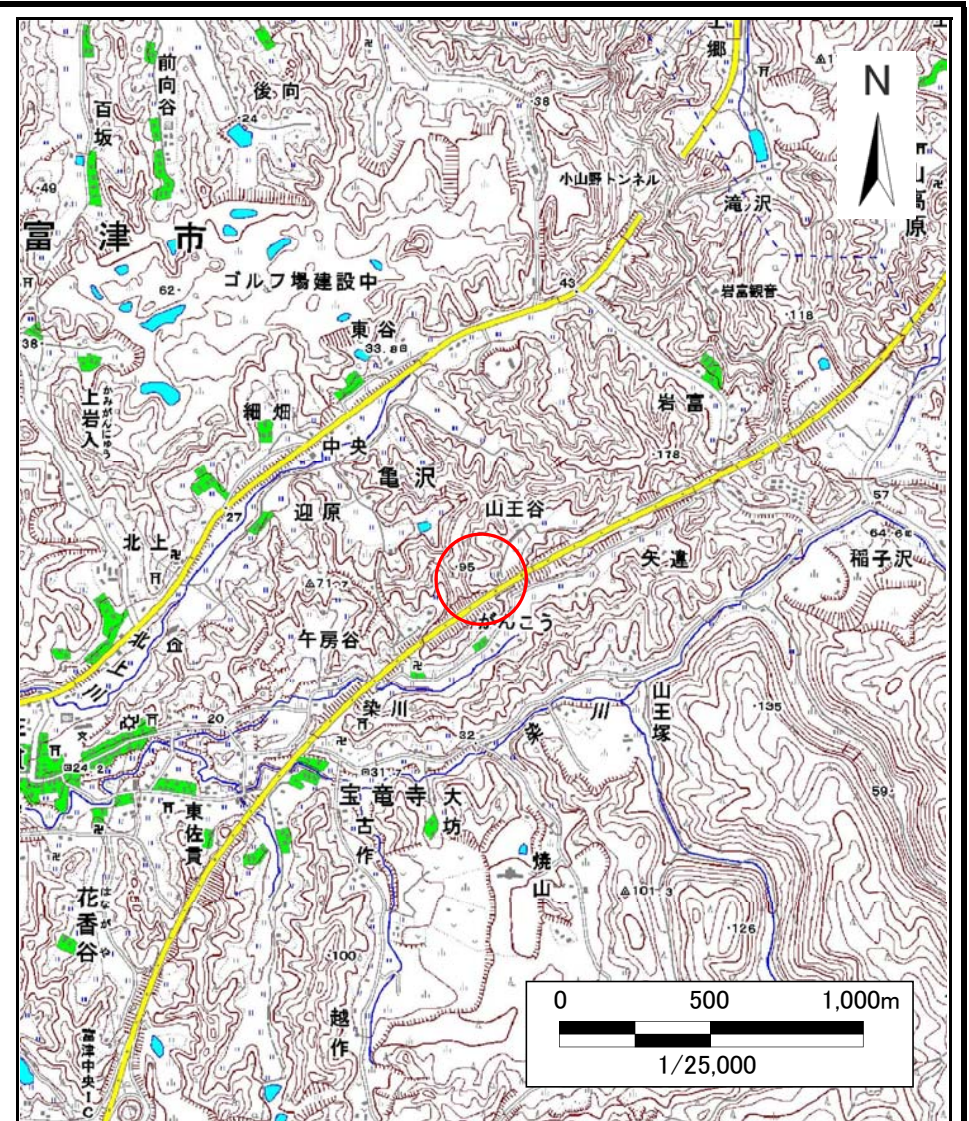 前向谷
後向
百坂
24
38
郷
N
49
富津市
小山野トンネル
滝沢
高原
ゴルフ場建設中
62
43
岩富観音
118
東谷
33.8
38
上岩入
かみがんにゅう
細畑
岩富
中央
亀沢
178
27
迎原
山王谷
57
64.6
北上
95
矢違
稲子沢
71.7
がんこう
午房谷
北上川
山王塚
染川
20
135
32
染川
24.2
31.7
宝竜寺
大坊
59
東佐貫
古作
焼山
花香谷
はながやつ
101.3
126
100
越作
富津中央IC
0 500 1,000m
1/25,000